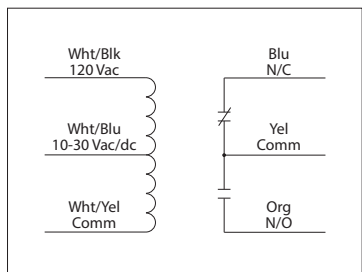 Wht/Blk
120 Vac
Wht/Blu
10-30 Vac/dc
Wht/Yel
Comm
Blu
N/C
Yel
Comm
Org
N/O